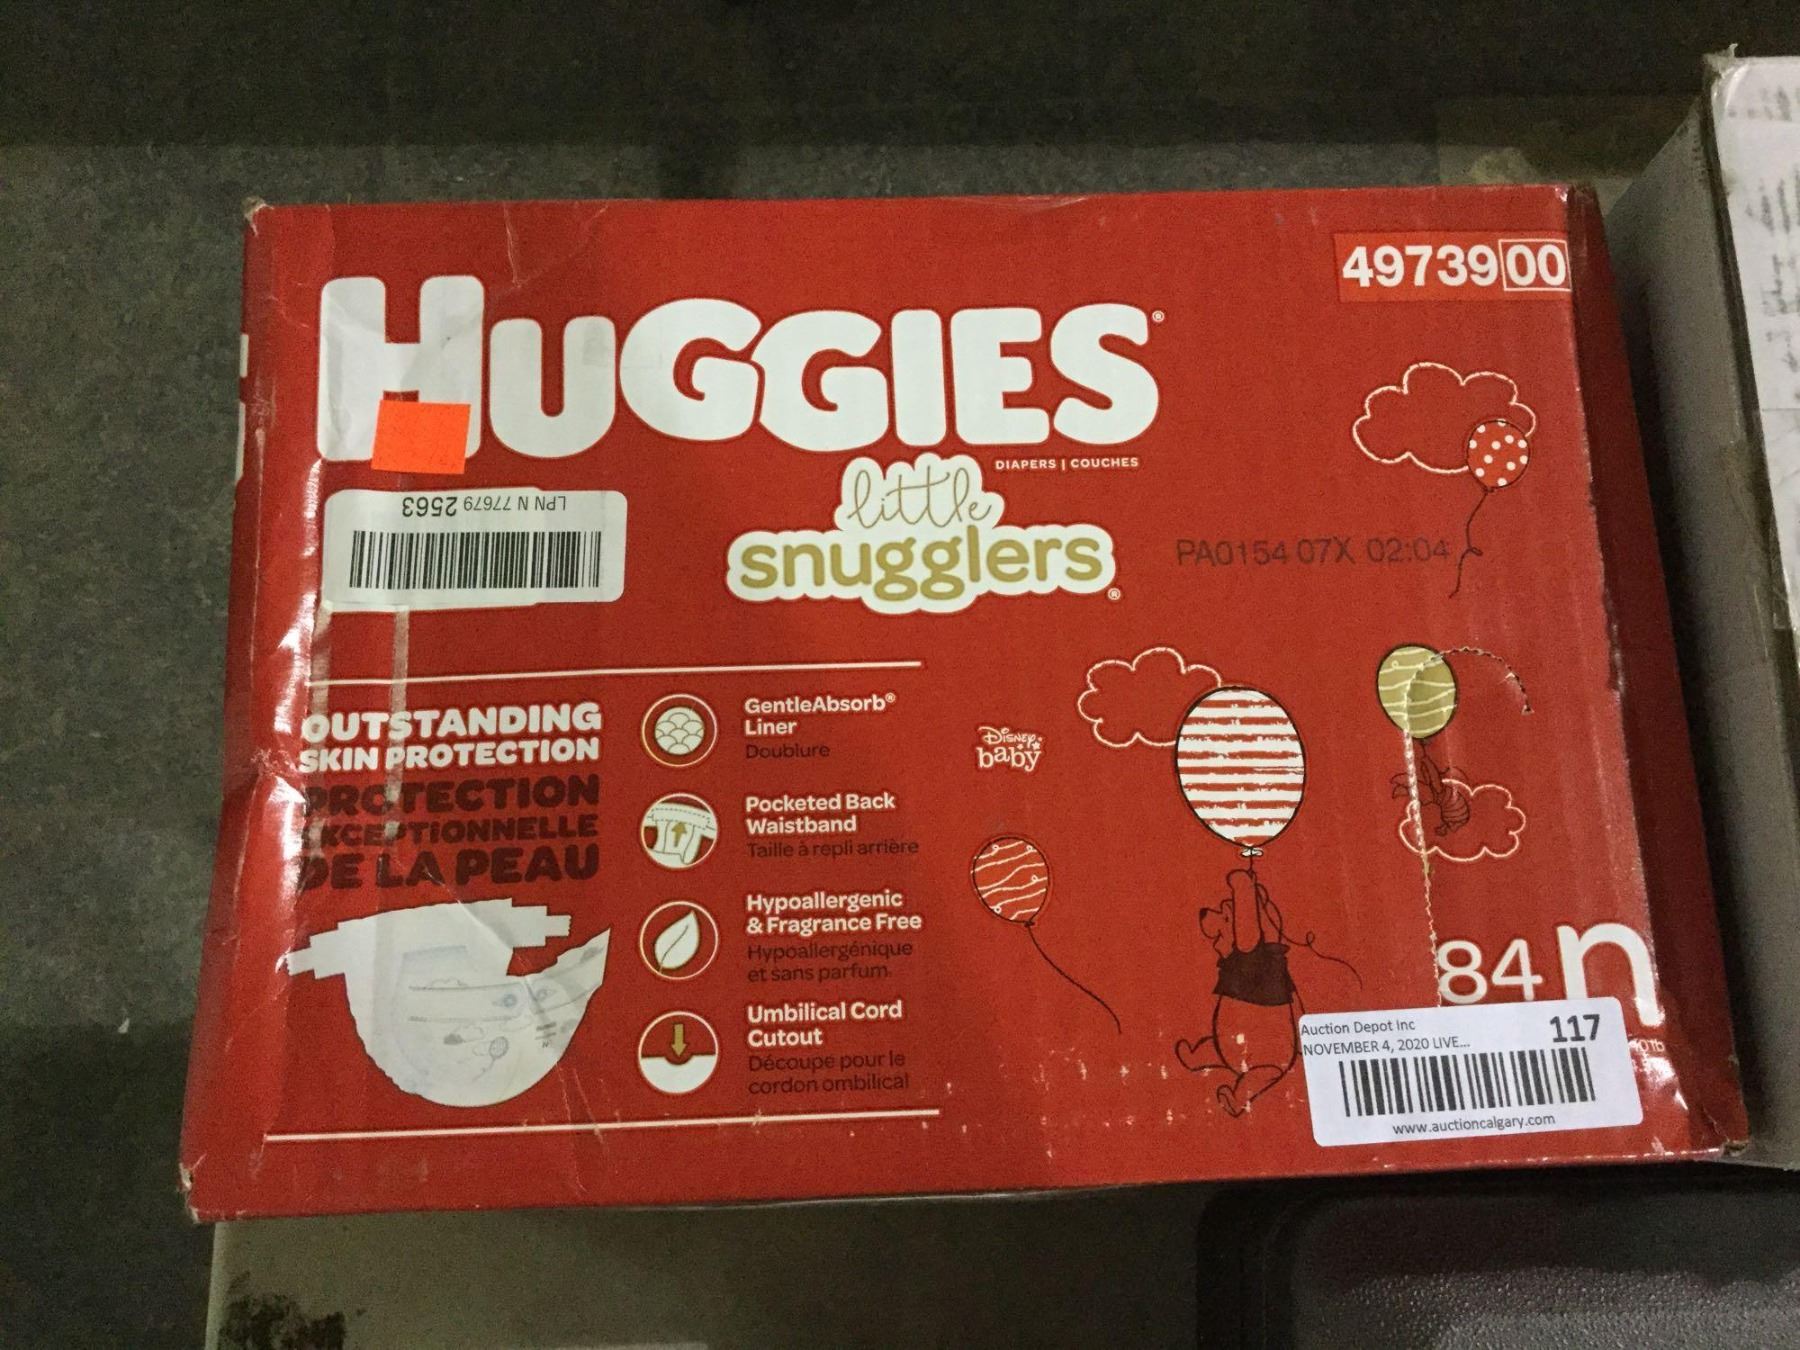 4973900
HUGGIES®
DIAPERS | COUCHES
little
snugglers®
LPN N 77679 2563
PA0154 07X 02:04
OUTSTANDING
SKIN PROTECTION
PROTECTION
EXCEPTIONNELLE
DE LA PEAU
GentleAbsorb®
Liner
Doublure
Pocketed Back
Waistband
Taille à repli arrière
Hypoallergenic
& Fragrance Free
Hypoallergénique
et sans parfum
Umbilical Cord
Cutout
Découpe pour le
cordon ombilical
Disney
baby
84 n
Auction Depot Inc
NOVEMBER 4, 2020 LIVE...
117
www.auctioncalgary.com